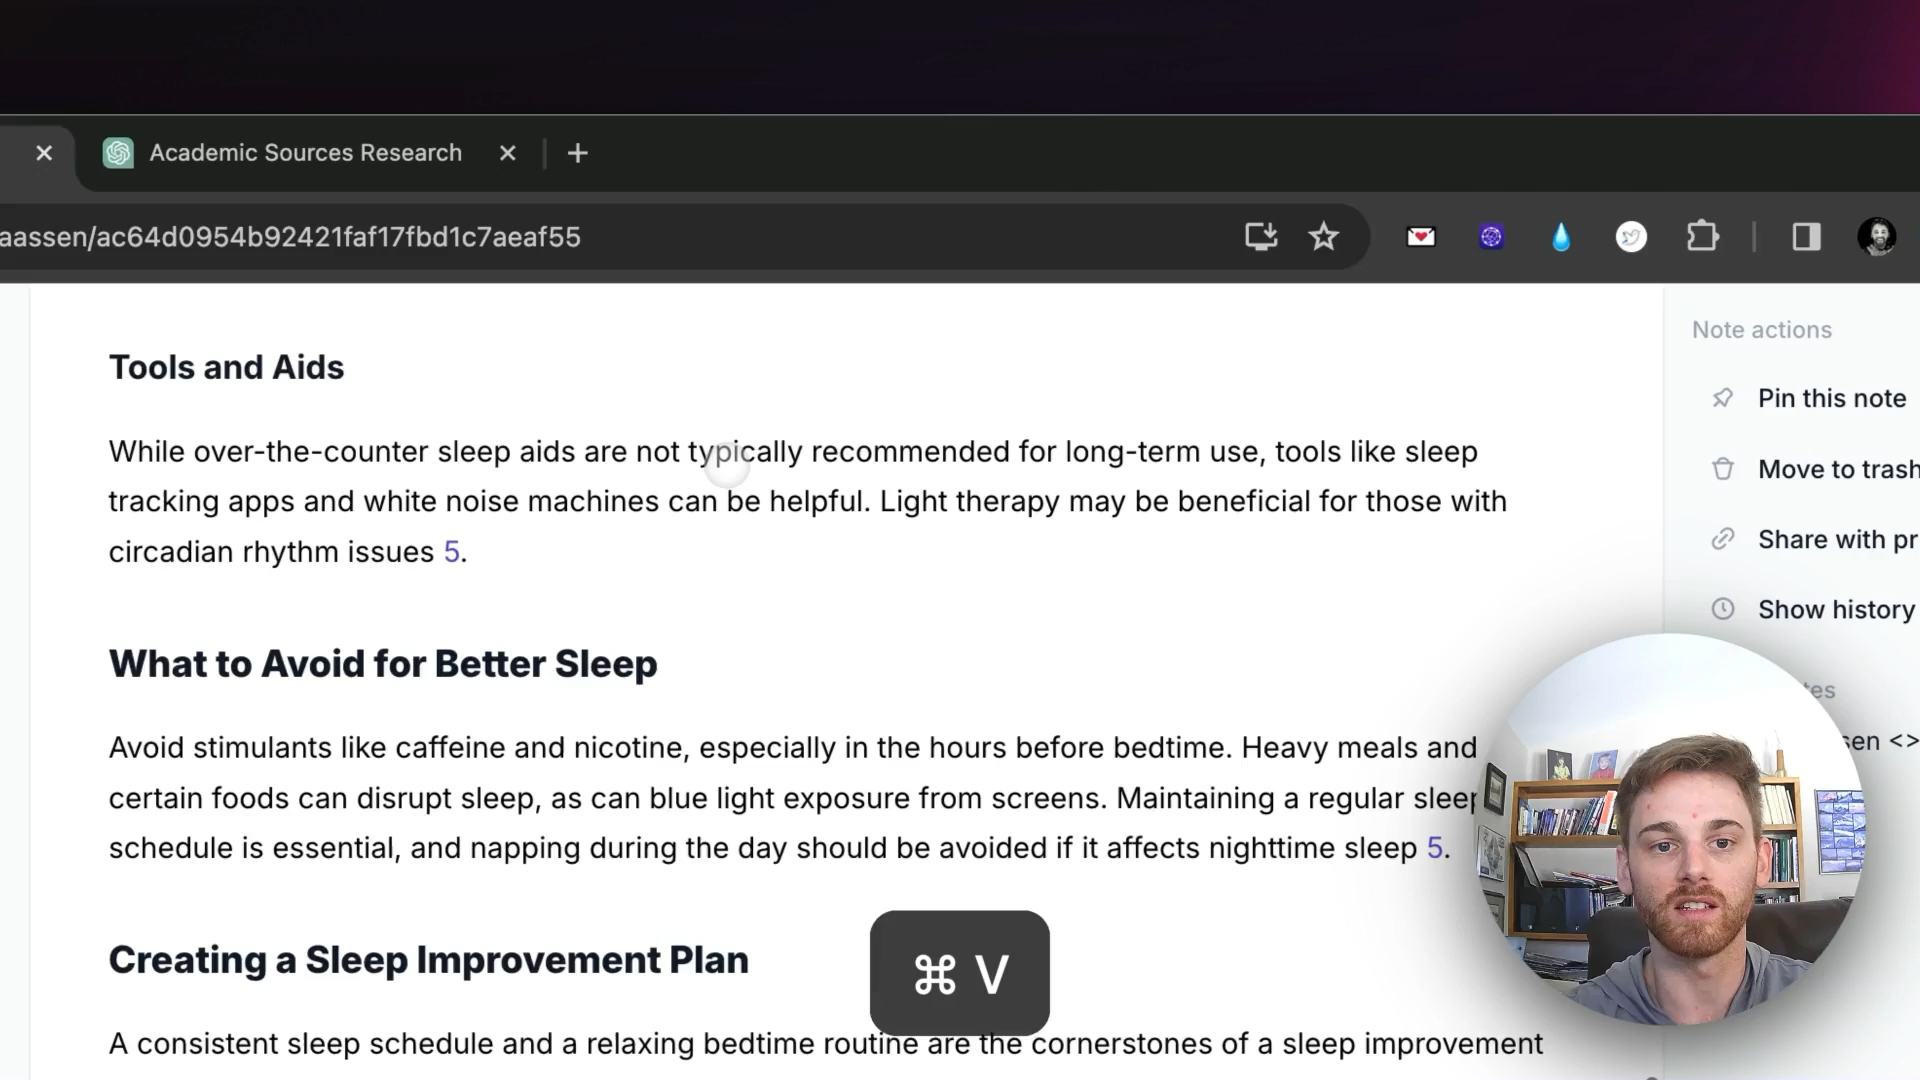 Academic Sources Research
aassen/ac64d0954b92421faf17fbd1c7aeaf55
Note actions
Tools and Aids
Pin this note
While over-the-counter sleep aids are not typically recommended for long-term use, tools like sleep
Move to trash
tracking apps and white noise machines can be helpful. Light therapy may be beneficial for those with
Share with pr
circadian rhythm issues 5.
Show history
What to Avoid for Better Sleep
tes
Avoid stimulants like caffeine and nicotine, especially in the hours before bedtime. Heavy meals and
sen <>
certain foods can disrupt sleep, as can blue light exposure from screens. Maintaining a regular sleep
schedule is essential, and napping during the day should be avoided if it affects nighttime sleep 5.
Creating a Sleep Improvement Plan
⌘ V
A consistent sleep schedule and a relaxing bedtime routine are the cornerstones of a sleep improvement